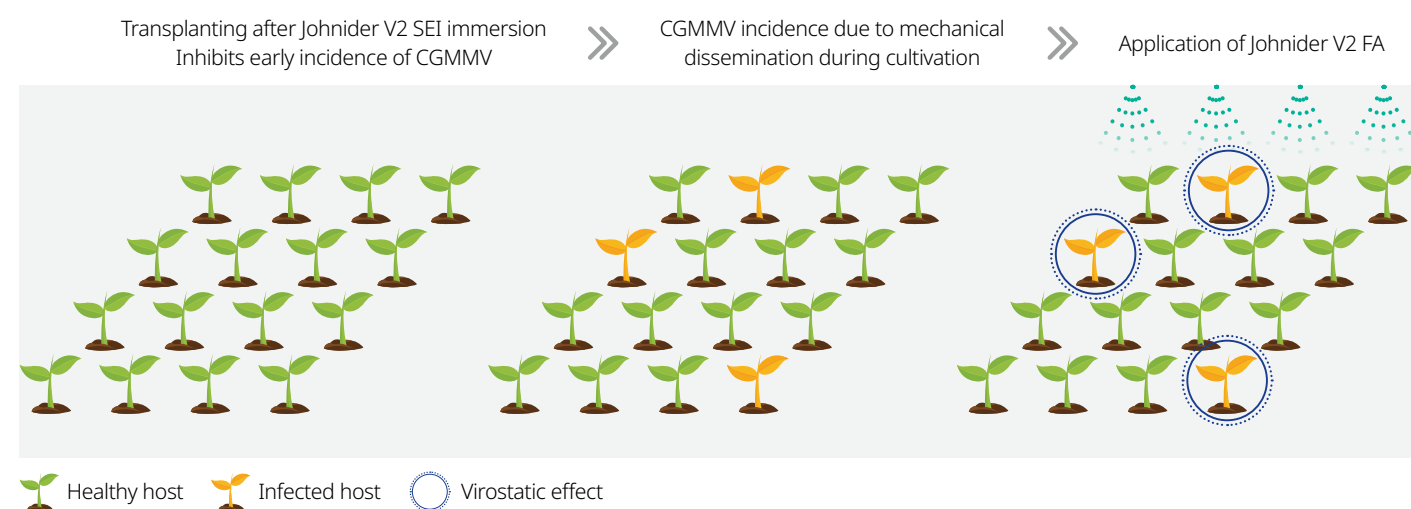 Transplanting after Johnider V2 SEI immersion
Inhibits early incidence of CGMMV
CGMMV incidence due to mechanical
dissemination during cultivation
Application of Johnider V2 FA
Healthy host
Infected host
Virostatic effect